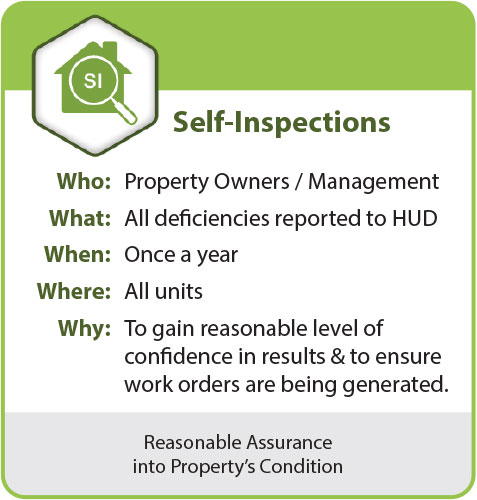 SI
Self-Inspections
Who: Property Owners / Management
What: All deficiencies reported to HUD
When: Once a year
Where: All units
Why: To gain reasonable level of
confidence in results & to ensure
work orders are being generated.
Reasonable Assurance
into Property’s Condition